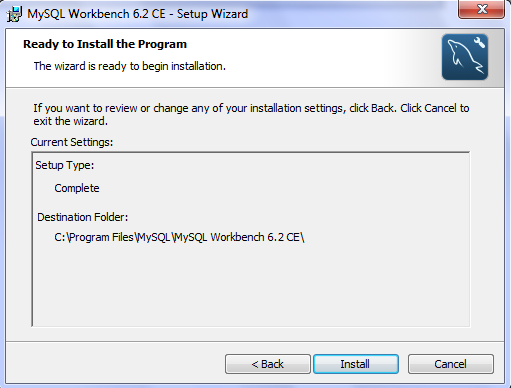 MySQL Workbench 6.2 CE - Setup Wizard
Ready to Install the Program
The wizard is ready to begin installation.
If you want to review or change any of your installation settings, click Back. Click Cancel to
exit the wizard.
Current Settings:
Setup Type:
Complete
Destination Folder:
C:\Program Files\MySQL\MySQL Workbench 6.2 CE\
< Back Install Cancel